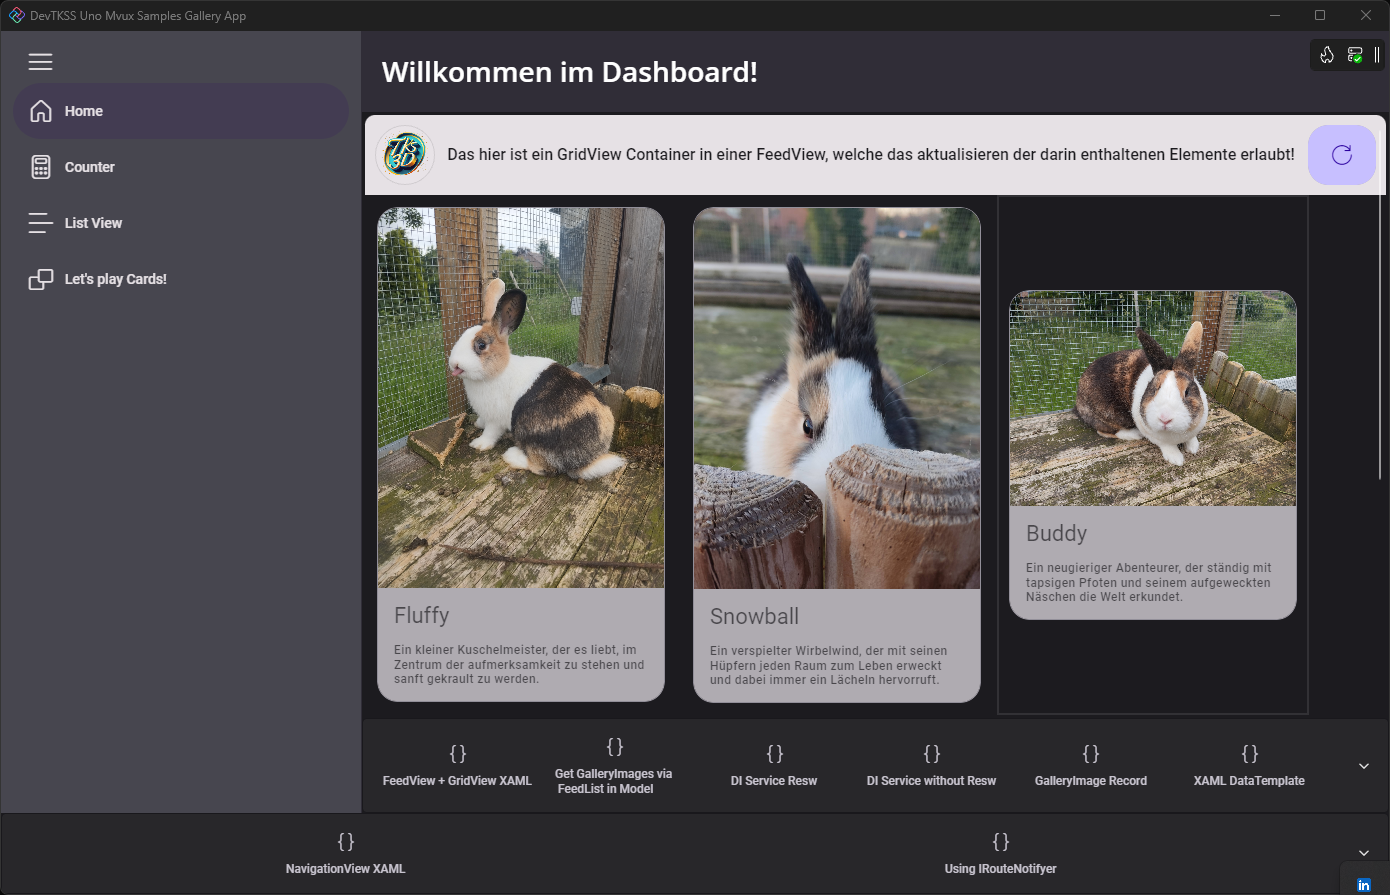 DevTKSS Uno Mvux Samples Gallery App
Willkommen im Dashboard!
Home
Counter
List View
Let's play Cards!
TKS
3D
Das hier ist ein GridView Container in einer FeedView, welche das aktualisieren der darin enthaltenen Elemente erlaubt!
Fluffy
Ein kleiner Kuschelmeister, der es liebt, im
Zentrum der aufmerksamkeit zu stehen und
sanft gekrault zu werden.
Snowball
Ein verspielter Wirbelwind, der mit seinen
Hüpfern jeden Raum zum Leben erweckt
und dabei immer ein Lächeln hervorruft.
Buddy
Ein neugieriger Abenteurer, der ständig mit
tapsigen Pfoten und seinem aufgeweckten
Näschen die Welt erkundet.
{}
FeedView + GridView XAML
{}
Get GalleryImages via
FeedList in Model
{}
DI Service Resw
{}
DI Service without Resw
{}
GalleryImage Record
{}
XAML DataTemplate
{}
NavigationView XAML
{}
Using IRouteNotifyer
in